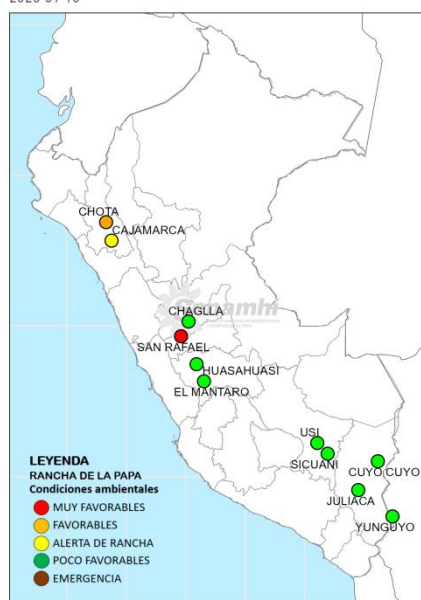 CHOTA
CAJAMARCA
CHAGLLA
Senamhi
SAN RAFAEL
HUASAHUASI
EL MANTARO
USI
SICUANI
CUYO CUYO
JULIACA
YUNGUYO
LEYENDA
RANCHA DE LA PAPA
Condiciones ambientales
MUY FAVORABLES
FAVORABLES
ALERTA DE RANCHA
POCO FAVORABLES
EMERGENCIA